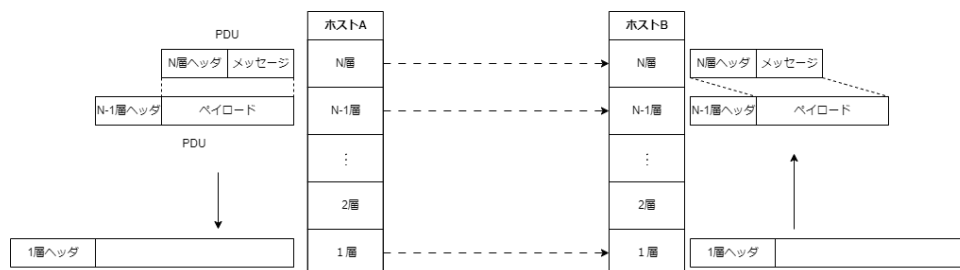 ホストA
ホストB
PDU
N層ヘッダ メッセージ
N層
N層
N層ヘッダ メッセージ
N-1層ヘッダ ペイロード
N-1層
N-1層
N-1層ヘッダ ペイロード
PDU
⋮
⋮
2層
2層
1層ヘッダ
1層
1層
1層ヘッダ